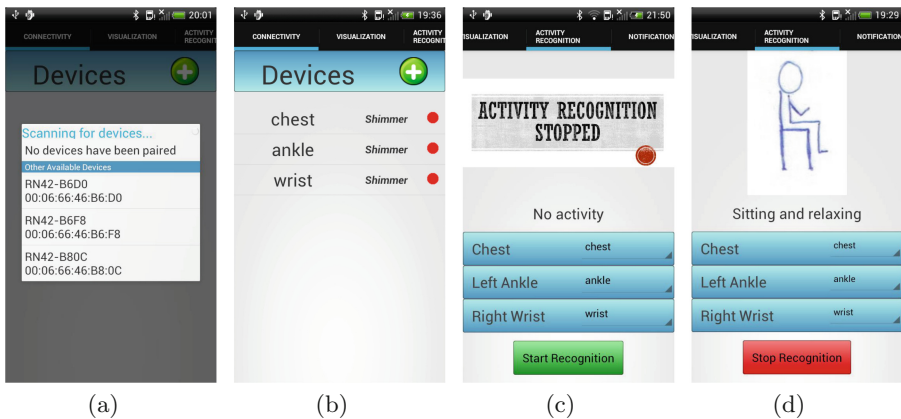 20:01
CONNECTIVITY VISUALIZATION ACTIVITY
RECOGNIT
Devices
Scanning for devices...
No devices have been paired
Other Available Devices
RN42-B6D0
00:06:66:46:B6:D0
RN42-B6F8
00:06:66:46:B6:F8
RN42-B80C
00:06:66:46:B8:0C
(a)
19:36
CONNECTIVITY VISUALIZATION ACTIVITY
RECOGNIT
Devices
chest Shimmer
ankle Shimmer
wrist Shimmer
(b)
21:50
ISUALIZATION ACTIVITY
RECOGNITION NOTIFICATION
ACTIVITY RECOGNITION
STOPPED
No activity
Chest chest
Left Ankle ankle
Right Wrist wrist
Start Recognition
(c)
19:29
ISUALIZATION ACTIVITY
RECOGNITION NOTIFICATION
Sitting and relaxing
Chest chest
Left Ankle ankle
Right Wrist wrist
Stop Recognition
(d)